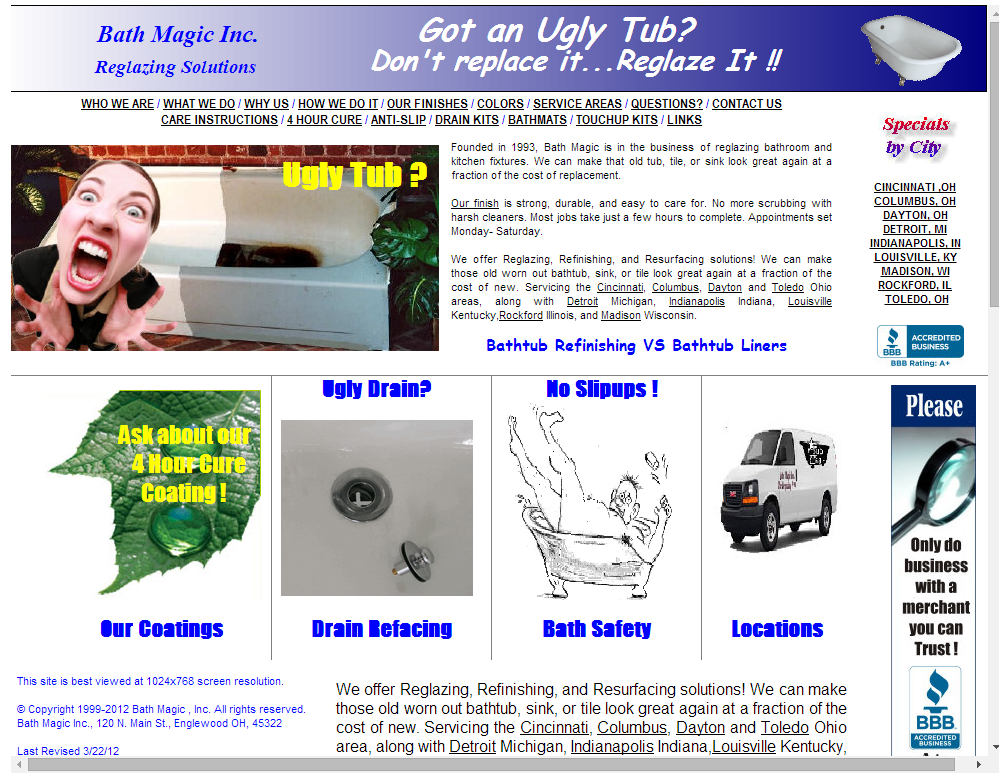 Bath Magic Inc.
Reglazing Solutions
Got an Ugly Tub?
Don't replace it...Reglaze It !!
WHO WE ARE / WHAT WE DO / WHY US / HOW WE DO IT / OUR FINISHES / COLORS / SERVICE AREAS / QUESTIONS? / CONTACT US
CARE INSTRUCTIONS / 4 HOUR CURE / ANTI-SLIP / DRAIN KITS / BATHMATS / TOUCHUP KITS / LINKS
Ugly Tub ?
Founded in 1993, Bath Magic is in the business of reglazing bathroom and
kitchen fixtures. We can make that old tub, tile, or sink look great again at a
fraction of the cost of replacement.
Our finish is strong, durable, and easy to care for. No more scrubbing with
harsh cleaners. Most jobs take just a few hours to complete. Appointments set
Monday- Saturday.
We offer Reglazing, Refinishing, and Resurfacing solutions! We can make
those old worn out bathtub, sink, or tile look great again at a fraction of the
cost of new. Servicing the Cincinnati, Columbus, Dayton and Toledo Ohio
areas, along with Detroit Michigan, Indianapolis Indiana, Louisville
Kentucky,Rockford Illinois, and Madison Wisconsin.
Bathtub Refinishing VS Bathtub Liners
Specials
by City
CINCINNATI ,OH
COLUMBUS, OH
DAYTON, OH
DETROIT, MI
INDIANAPOLIS, IN
LOUISVILLE, KY
MADISON, WI
ROCKFORD, IL
TOLEDO, OH
BBB
ACCREDITED
BUSINESS
BBB Rating: A+
Ask about our
4 Hour Cure
Coating !
Our Coatings
Ugly Drain?
Drain Refacing
No Slipups !
Bath Safety
Locations
Please
Only do
business
with a
merchant
you can
Trust !
BBB
ACCREDITED
BUSINESS
A+
This site is best viewed at 1024x768 screen resolution.
© Copyright 1999-2012 Bath Magic , Inc. All rights reserved.
Bath Magic Inc., 120 N. Main St., Englewood OH, 45322
Last Revised 3/22/12
We offer Reglazing, Refinishing, and Resurfacing solutions! We can make
those old worn out bathtub, sink, or tile look great again at a fraction of the
cost of new. Servicing the Cincinnati, Columbus, Dayton and Toledo Ohio
area, along with Detroit Michigan, Indianapolis Indiana,Louisville Kentucky,